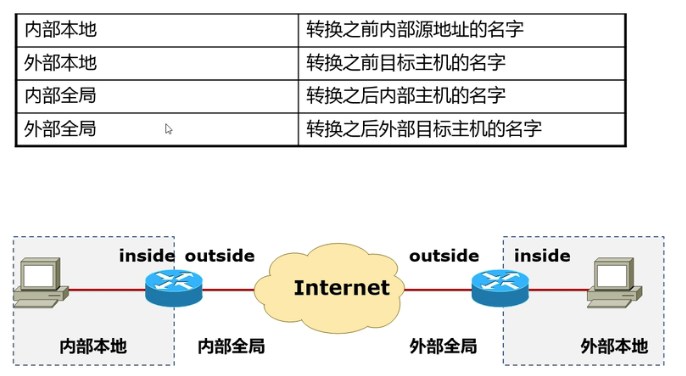 内部本地 转换之前内部源地址的名字
外部本地 转换之前目标主机的名字
内部全局 转换之后内部主机的名字
外部全局 转换之后外部目标主机的名字
inside outside outside inside
Internet
内部本地 内部全局 外部全局 外部本地